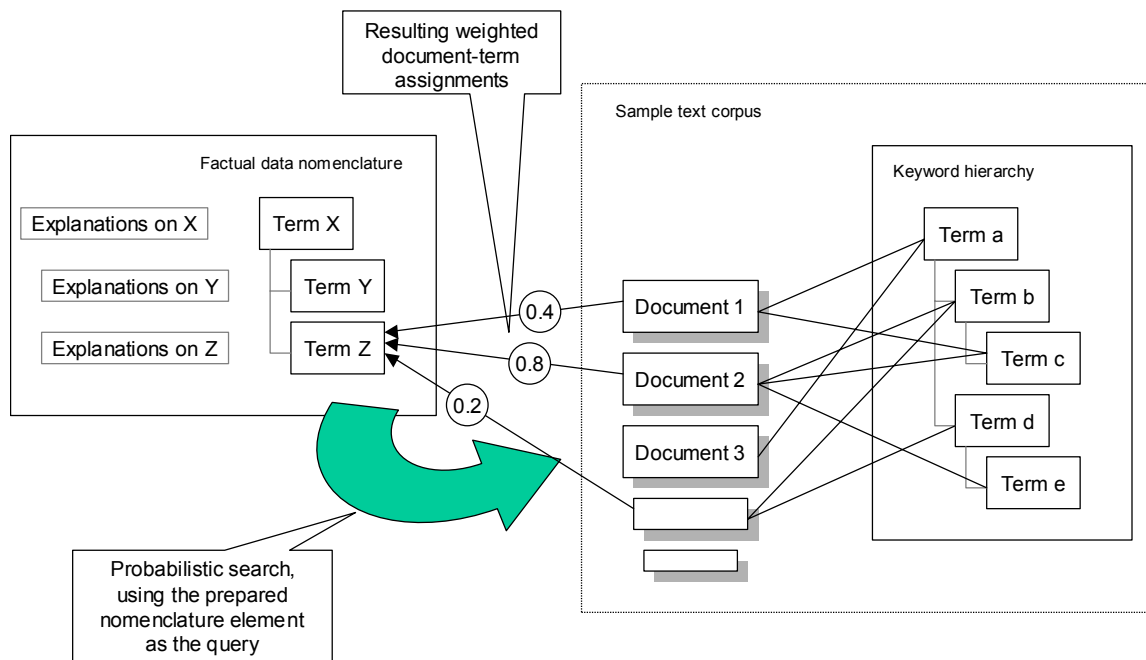 Resulting weighted
document-term
assignments
Sample text corpus
Factual data nomenclature
Keyword hierarchy
Explanations on X
Term X
Term a
Explanations on Y
Term Y
Term b
Explanations on Z
Term Z
0.4
Document 1
Term c
0.8
Document 2
0.2
Term d
Document 3
Term e
Probabilistic search,
using the prepared
nomenclature element
as the query